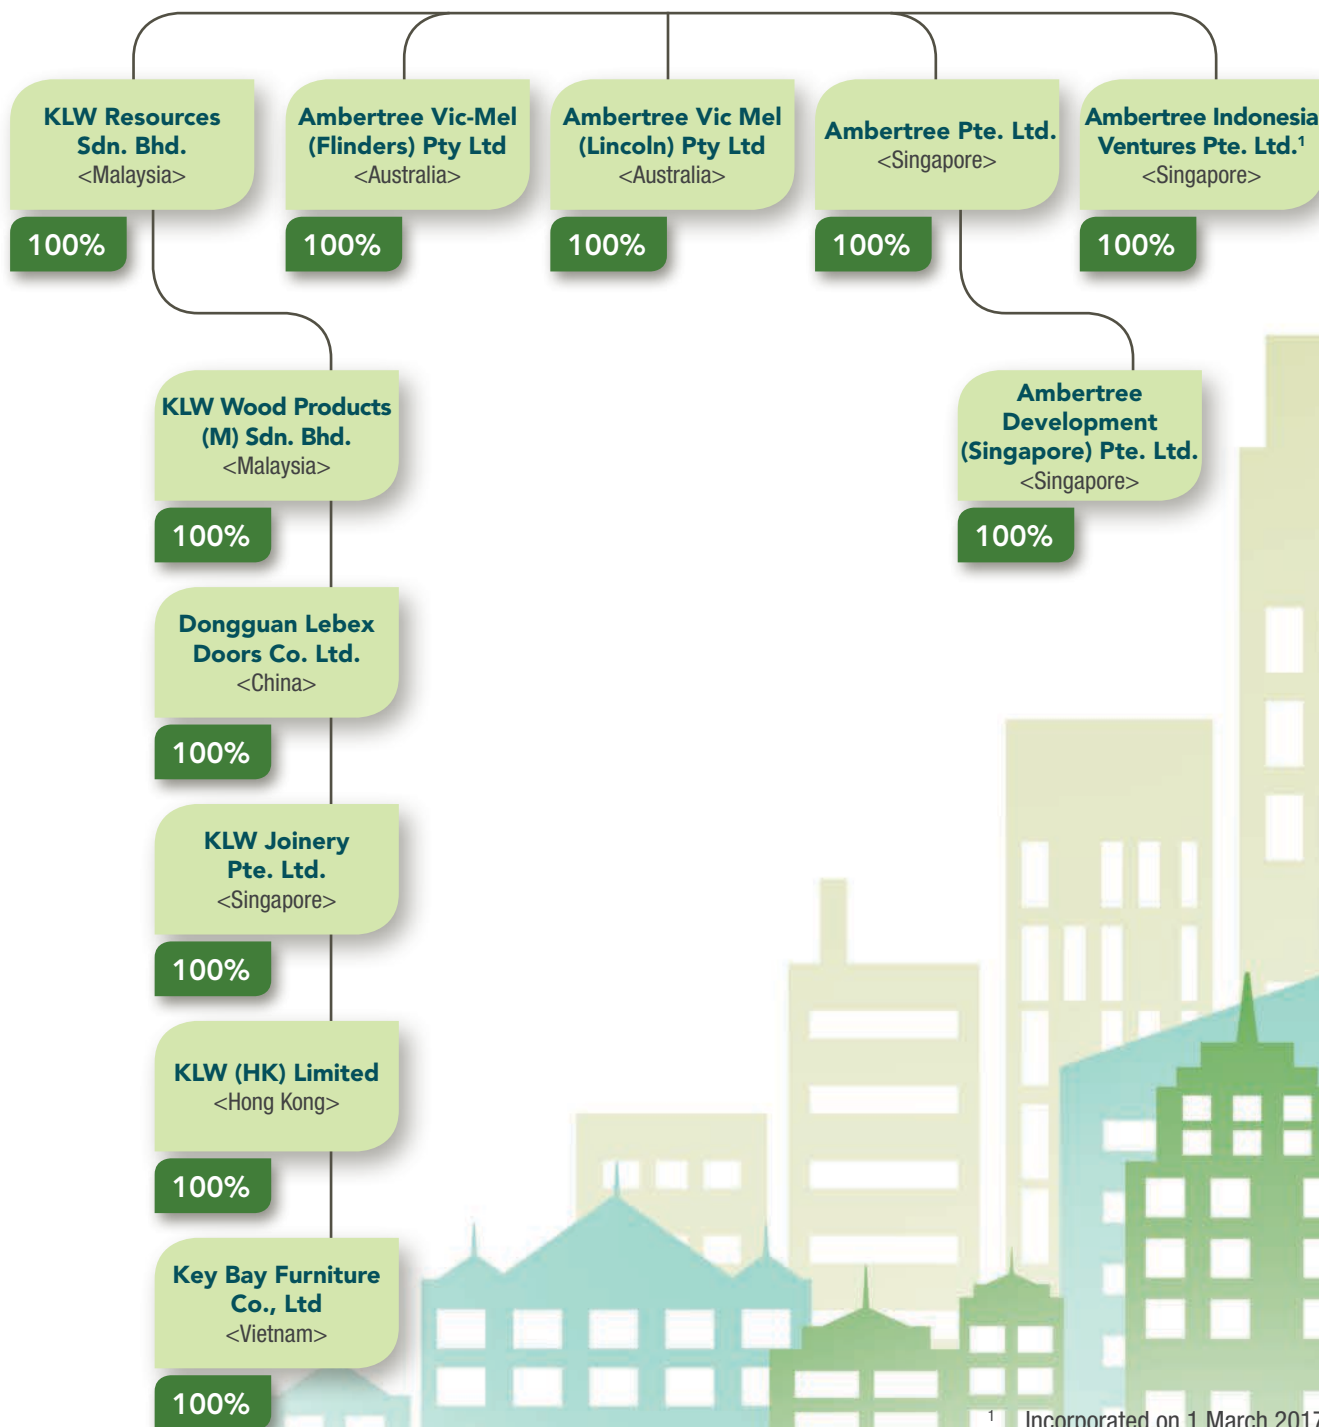 KLW Resources
Sdn. Bhd.
<Malaysia>
100%
Ambertree Vic-Mel
(Flinders) Pty Ltd
<Australia>
100%
Ambertree Vic Mel
(Lincoln) Pty Ltd
<Australia>
100%
Ambertree Pte. Ltd.
<Singapore>
100%
Ambertree Indonesia
Ventures Pte. Ltd.¹
<Singapore>
100%
KLW Wood Products
(M) Sdn. Bhd.
<Malaysia>
100%
Ambertree
Development
(Singapore) Pte. Ltd.
<Singapore>
100%
Dongguan Lebex
Doors Co. Ltd.
<China>
100%
KLW Joinery
Pte. Ltd.
<Singapore>
100%
KLW (HK) Limited
<Hong Kong>
100%
Key Bay Furniture
Co., Ltd
<Vietnam>
100%
¹ Incorporated on 1 March 2017